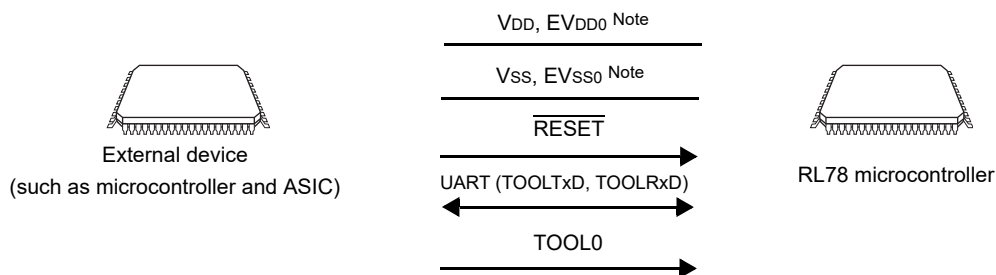 VDD, EVDD0 Note
VSS, EVSS0 Note
RESET
External device
(such as microcontroller and ASIC)
UART (TOOLTxD, TOOLRxD)
RL78 microcontroller
TOOL0